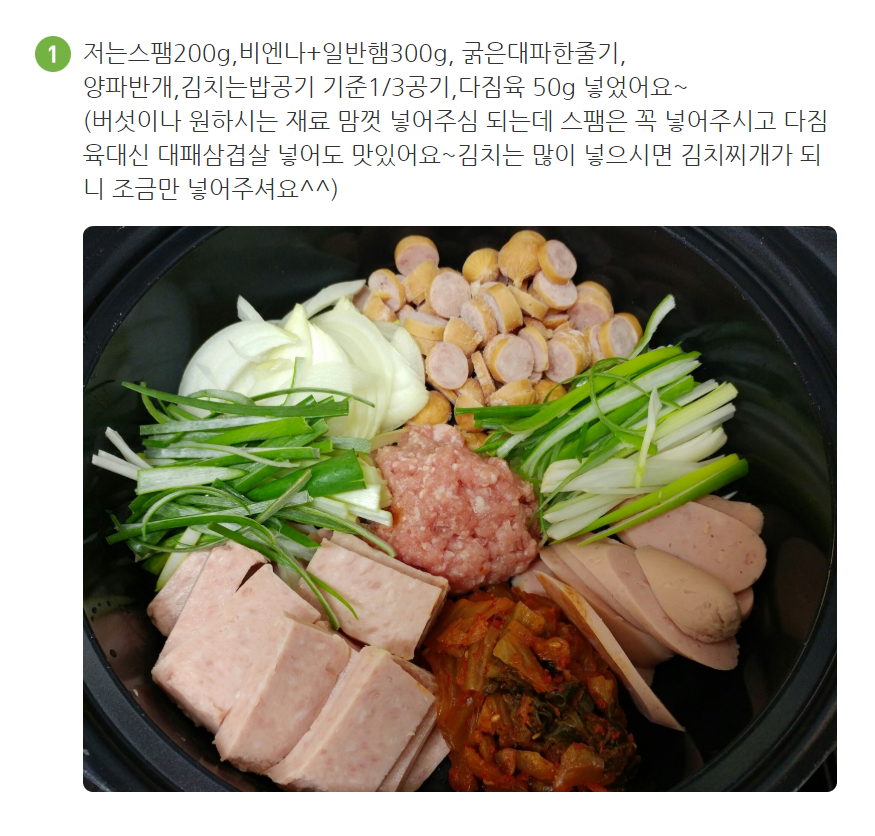 1
저는스팸200g,비엔나+일반햄300g, 굵은대파한줄기,
양파반개,김치는밥공기 기준1/3공기,다짐육 50g 넣었어요~
(버섯이나 원하시는 재료 맘껏 넣어주심 되는데 스팸은 꼭 넣어주시고 다짐
육대신 대패삼겹살 넣어도 맛있어요~김치는 많이 넣으시면 김치찌개가 되
니 조금만 넣어주셔요^^)